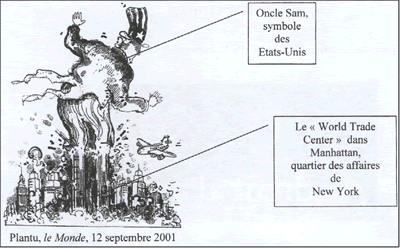 Oncle Sam,
symbole
des
Etats-Unis
Le « World Trade
Center » dans
Manhattan,
quartier des affaires
de
New York
Plantu, le Monde, 12 septembre 2001